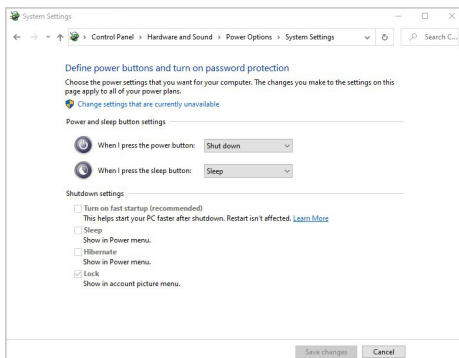 System Settings
Control Panel > Hardware and Sound > Power Options > System Settings
Search C...
Define power buttons and turn on password protection
Choose the power settings that you want for your computer. The changes you make to the settings on this
page apply to all of your power plans.
Change settings that are currently unavailable
Power and sleep button settings
When I press the power button: Shut down
When I press the sleep button: Sleep
Shutdown settings
Turn on fast startup (recommended)
This helps start your PC faster after shutdown. Restart isn't affected. Learn More
Sleep
Show in Power menu.
Hibernate
Show in Power menu.
Lock
Show in account picture menu.
Save changes Cancel